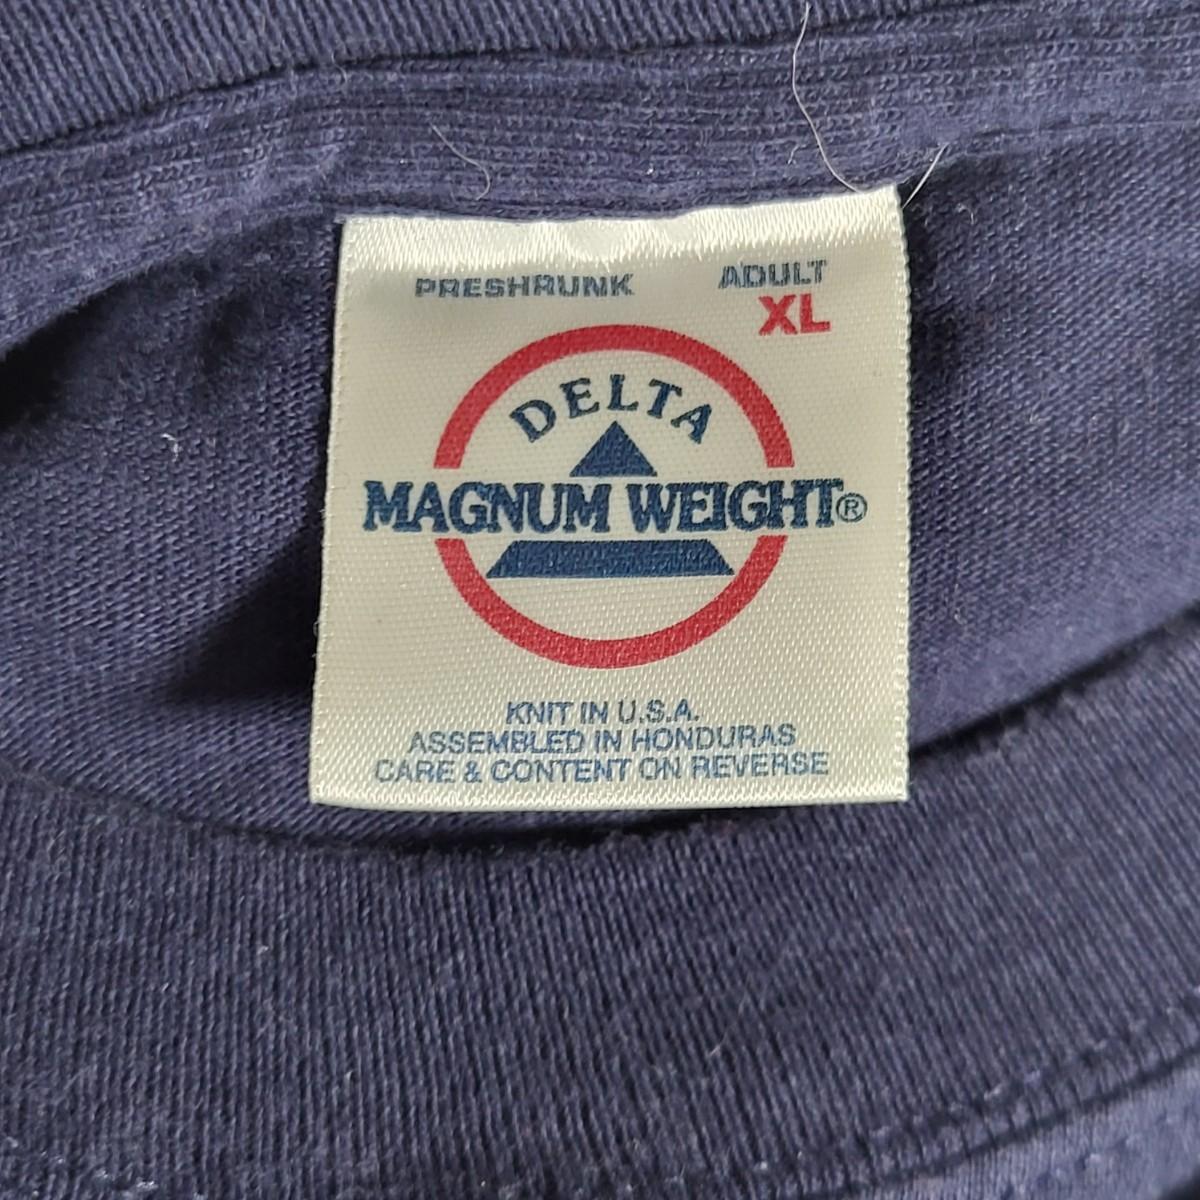 PRESHRUNK ADULT
XL
DELTA
MAGNUM WEIGHT®
KNIT IN U.S.A.
ASSEMBLED IN HONDURAS
CARE & CONTENT ON REVERSE